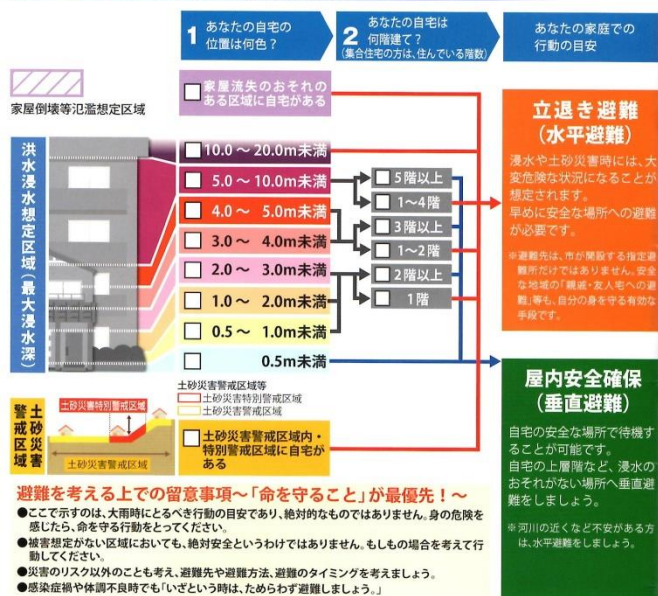 1 あなたの自宅の
位置は何色？
2 あなたの自宅は
何階建て？
(集合住宅の方は、住んでいる階数)
あなたの家庭での
行動の目安
家屋倒壊等氾濫想定区域
家屋流失のおそれの
ある区域に自宅がある
洪水浸水想定区域(最大浸水深)
10.0～20.0m未満
5.0～10.0m未満
4.0～ 5.0m未満
3.0～ 4.0m未満
2.0～ 3.0m未満
1.0～ 2.0m未満
0.5～ 1.0m未満
0.5m未満
5階以上
1～4階
3階以上
1～2階
2階以上
1階
立退き避難
(水平避難)
浸水や土砂災害時には、大
変危険な状況になることが
想定されます。
早めに安全な場所への避難
が必要です。
※避難先は、市が開設する指定避
難所だけではありません。安全
な地域の「親戚・友人宅への避
難」等も、自分の身を守る有効な
手段です。
屋内安全確保
(垂直避難)
自宅の安全な場所で待機す
ることが可能です。
自宅の上層階など、浸水の
おそれがない場所へ垂直避
難をしましょう。
※河川の近くなど不安がある方
は、水平避難をしましょう。
土砂災害警戒区域等
土砂災害特別警戒区域
土砂災害警戒区域
土砂災害
警戒区域
土砂災害特別警戒区域
土砂災害警戒区域
土砂災害警戒区域内・
特別警戒区域に自宅が
ある
避難を考える上での留意事項～「命を守ること」が最優先！～
●ここで示すのは、大雨時にとるべき行動の目安であり、絶対的なものではありません。身の危険を
感じたら、命を守る行動をとってください。
●被害想定がない区域においても、絶対安全というわけではありません。もしもの場合を考えて行
動してください。
●災害のリスク以外のことも考え、避難先や避難方法、避難のタイミングを考えましょう。
●感染症禍や体調不良時でも「いざという時は、ためらわず避難しましょう。」